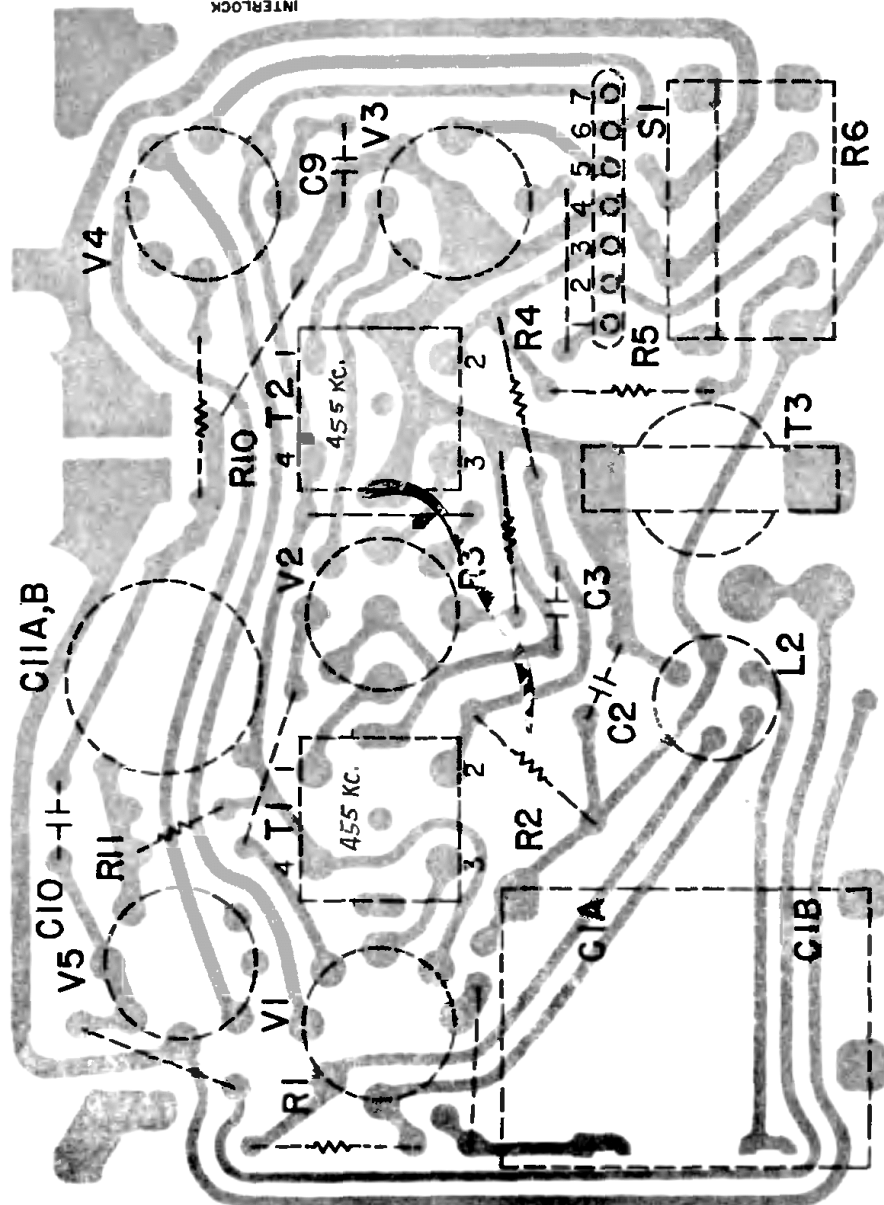 INTERLOCK
V4
C9
V3
1 2 3 4 5 6 7
S1
R6
R5
R4
T2
1
2
3
4
455 KC.
R10
T3
C11A,B
V2
R3
C3
C2
L2
C10
R11
T1
1
2
3
4
455 KC.
R2
V5
V1
R1
C1A
C1B